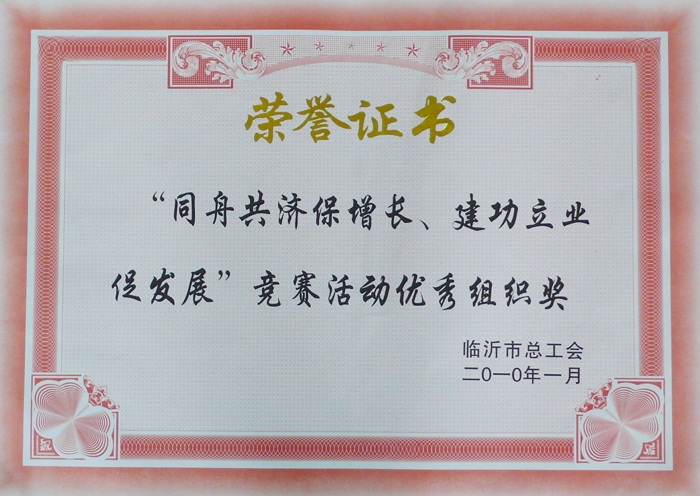 荣誉证书
“同舟共济保增长、建功立业
促发展”竞赛活动优秀组织奖
临沂市总工会
二0一0年一月